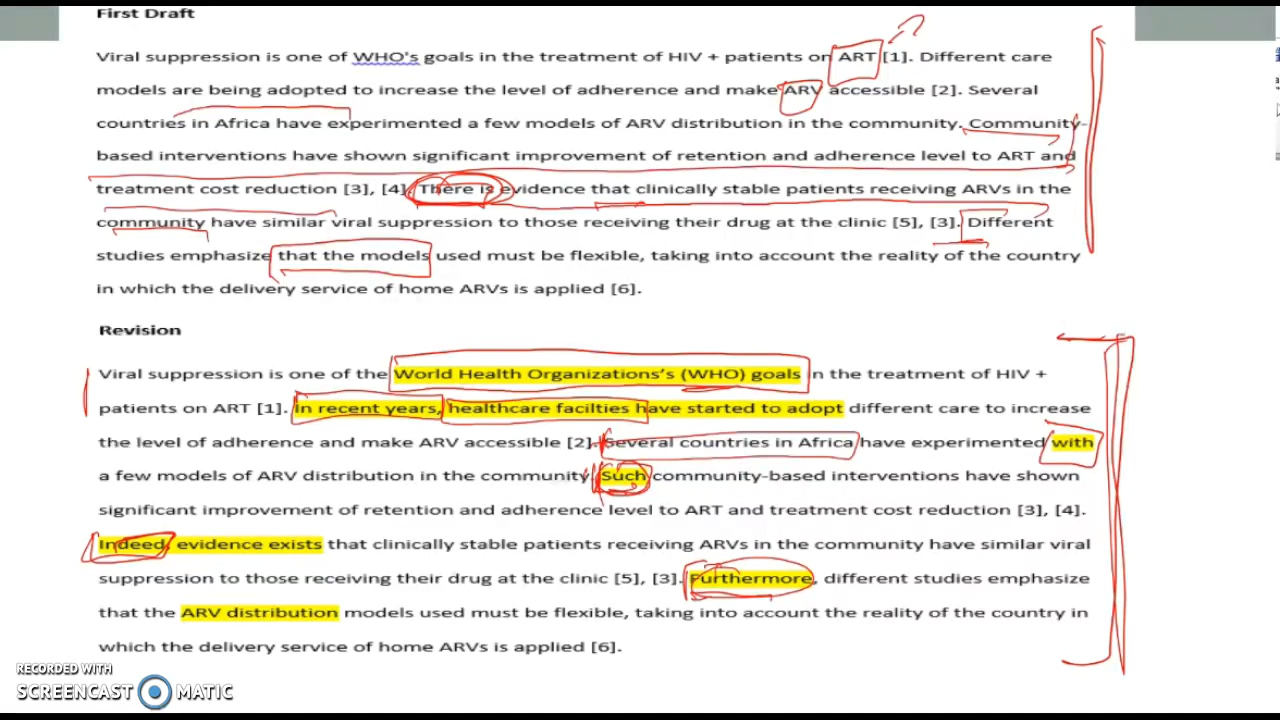 First Draft
Viral suppression is one of WHO's goals in the treatment of HIV + patients on ART [1]. Different care
models are being adopted to increase the level of adherence and make ARV accessible [2]. Several
countries in Africa have experimented a few models of ARV distribution in the community. Community-
based interventions have shown significant improvement of retention and adherence level to ART and
treatment cost reduction [3], [4]. There is evidence that clinically stable patients receiving ARVs in the
community have similar viral suppression to those receiving their drug at the clinic [5], [3]. Different
studies emphasize that the models used must be flexible, taking into account the reality of the country
in which the delivery service of home ARVs is applied [6].
Revision
Viral suppression is one of the World Health Organizations's (WHO) goals in the treatment of HIV +
patients on ART [1]. In recent years, healthcare facilties have started to adopt different care to increase
the level of adherence and make ARV accessible [2]. Several countries in Africa have experimented with
a few models of ARV distribution in the community. Such community-based interventions have shown
significant improvement of retention and adherence level to ART and treatment cost reduction [3], [4].
Indeed, evidence exists that clinically stable patients receiving ARVs in the community have similar viral
suppression to those receiving their drug at the clinic [5], [3]. Furthermore, different studies emphasize
that the ARV distribution models used must be flexible, taking into account the reality of the country in
which the delivery service of home ARVs is applied [6].
RECORDED WITH
SCREENCAST MATIC